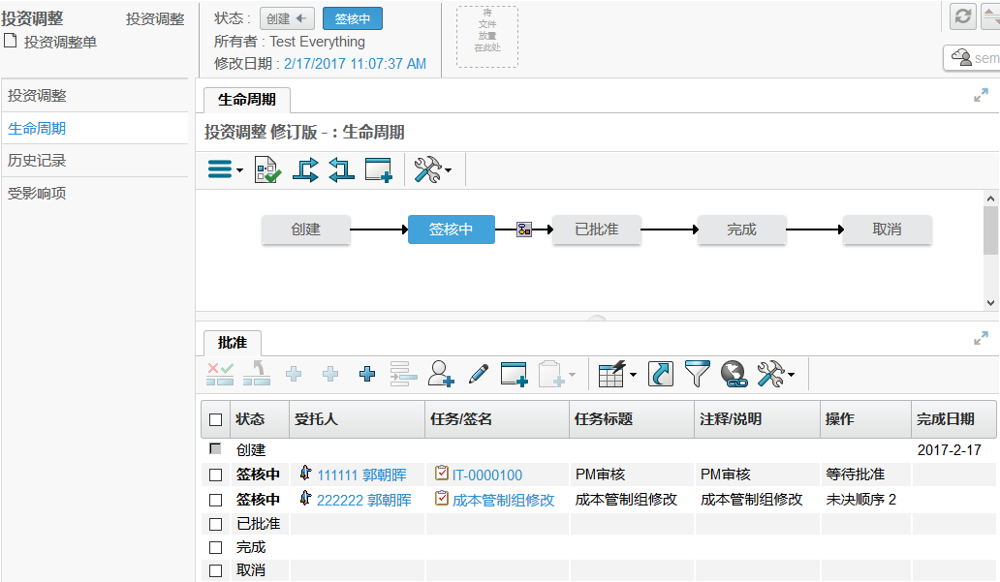 投资调整
投资调整
投资调整单
状态 : 创建 签核中
所有者 : Test Everything
修改日期 : 2/17/2017 11:07:37 AM
将
文件
放置
在此处
sem
投资调整
生命周期
历史记录
受影响项
生命周期
投资调整 修订版 - : 生命周期
创建 签核中 已批准 完成 取消
批准
状态 受托人 任务/签名 任务标题 注释/说明 操作 完成日期
创建 2017-2-17
签核中 111111 郭朝晖 IT-0000100 PM审核 PM审核 等待批准
签核中 222222 郭朝晖 成本管制组修改 成本管制组修改 成本管制组修改 未决顺序 2
已批准
完成
取消